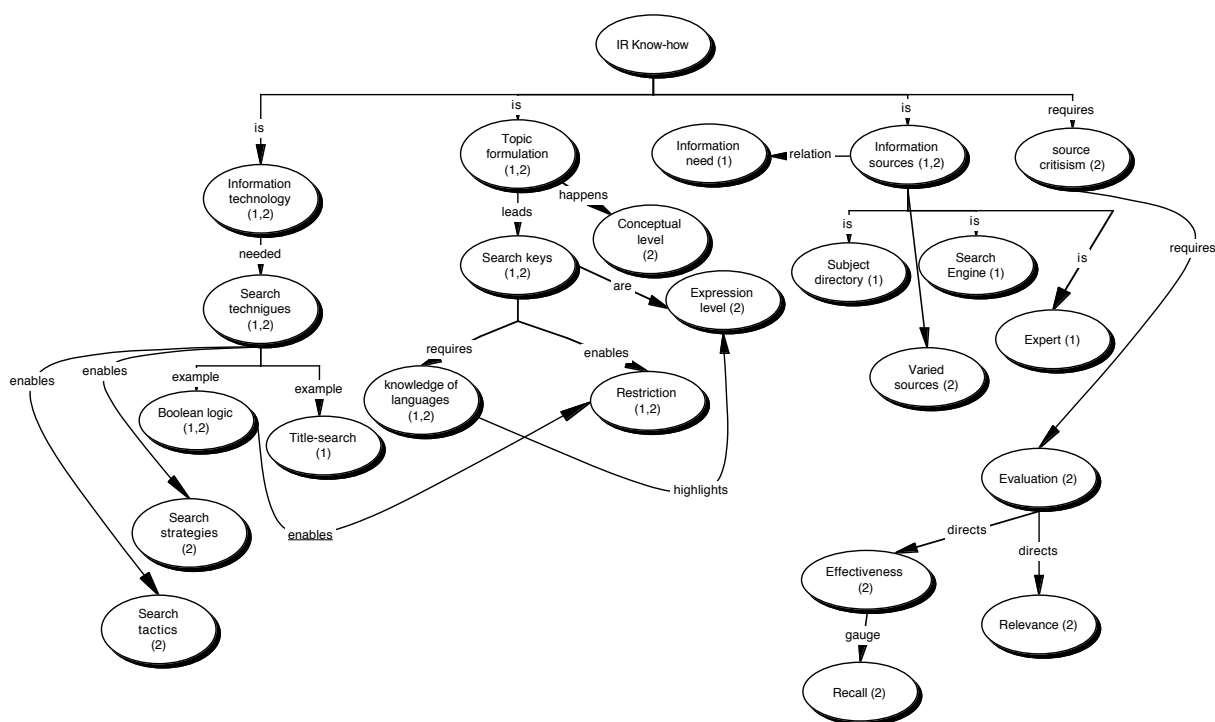 IR Know-how
is
is
is
requires
Topic
formulation
(1,2)
Information
need (1)
relation
Information
sources (1,2)
source
critisism (2)
Information
technology
(1,2)
happens
leads
Conceptual
level
(2)
is
is
is
requires
needed
Search keys
(1,2)
are
Expression
level (2)
Subject
directory (1)
Search
Engine (1)
Expert (1)
Search
technigues
(1,2)
enables
enables
example
example
requires
enables
Varied
sources (2)
Boolean logic
(1,2)
Title-search
(1)
knowledge of
languages
(1,2)
Restriction
(1,2)
highlights
Evaluation (2)
Search
strategies
(2)
enables
directs
directs
Effectiveness
(2)
Search
tactics
(2)
Relevance (2)
gauge
Recall (2)